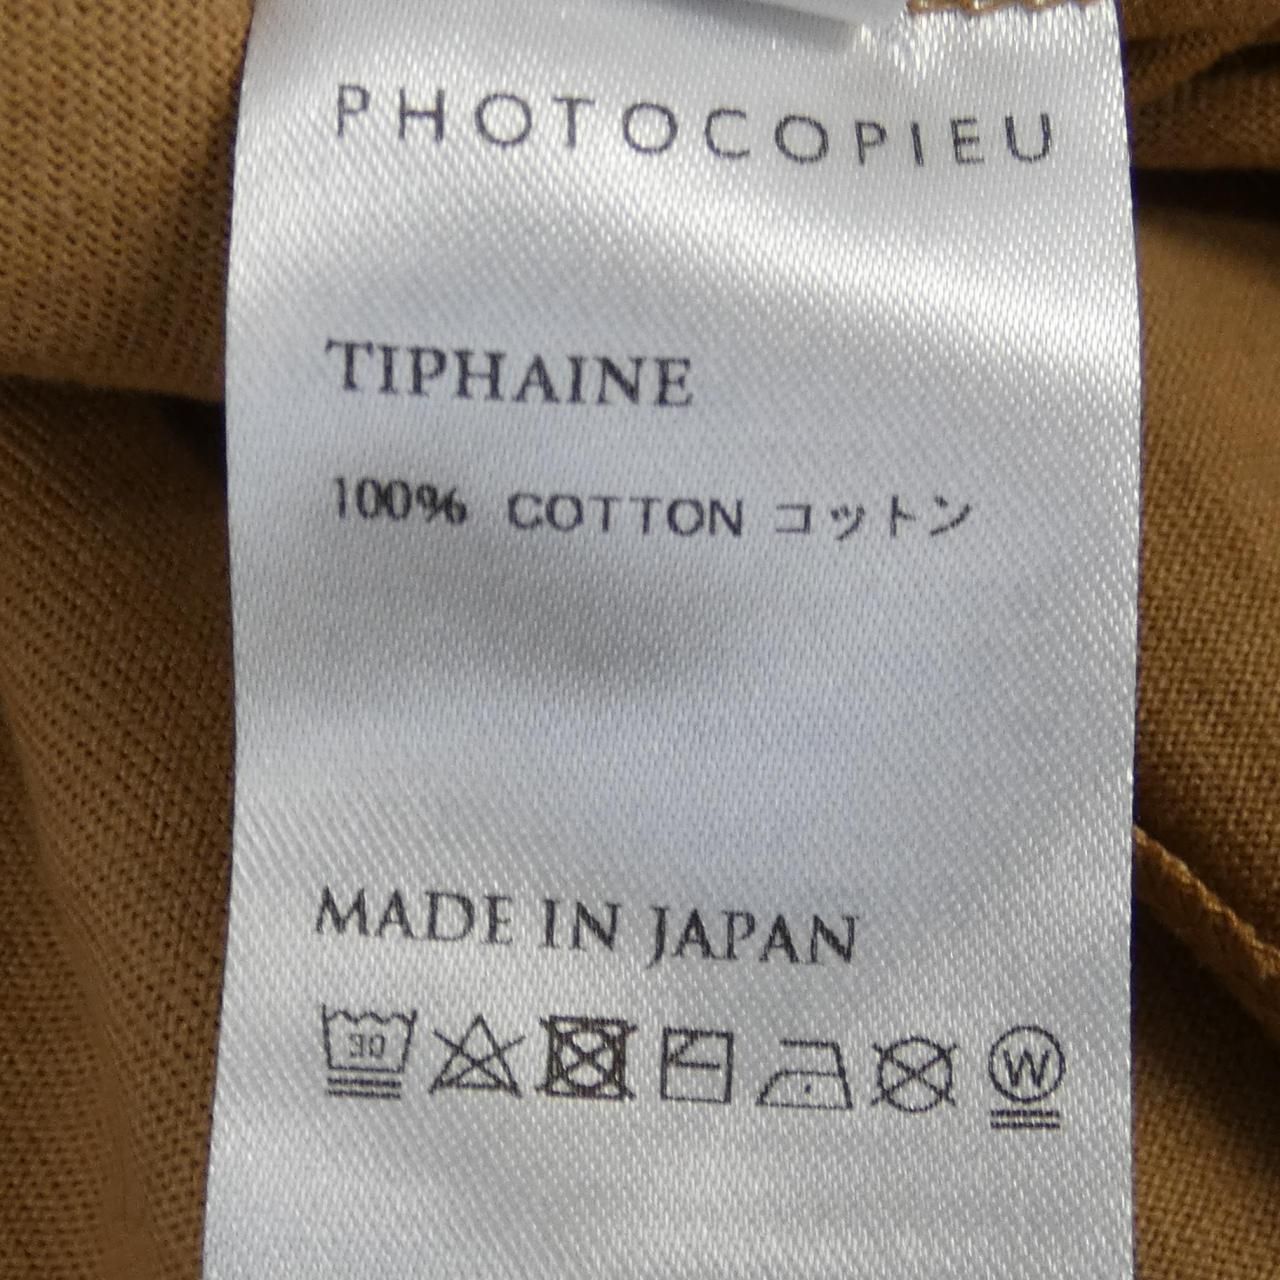 PHOTOCOPIEU
TIPHAINE
100% COTTON コットン
MADE IN JAPAN
30 W